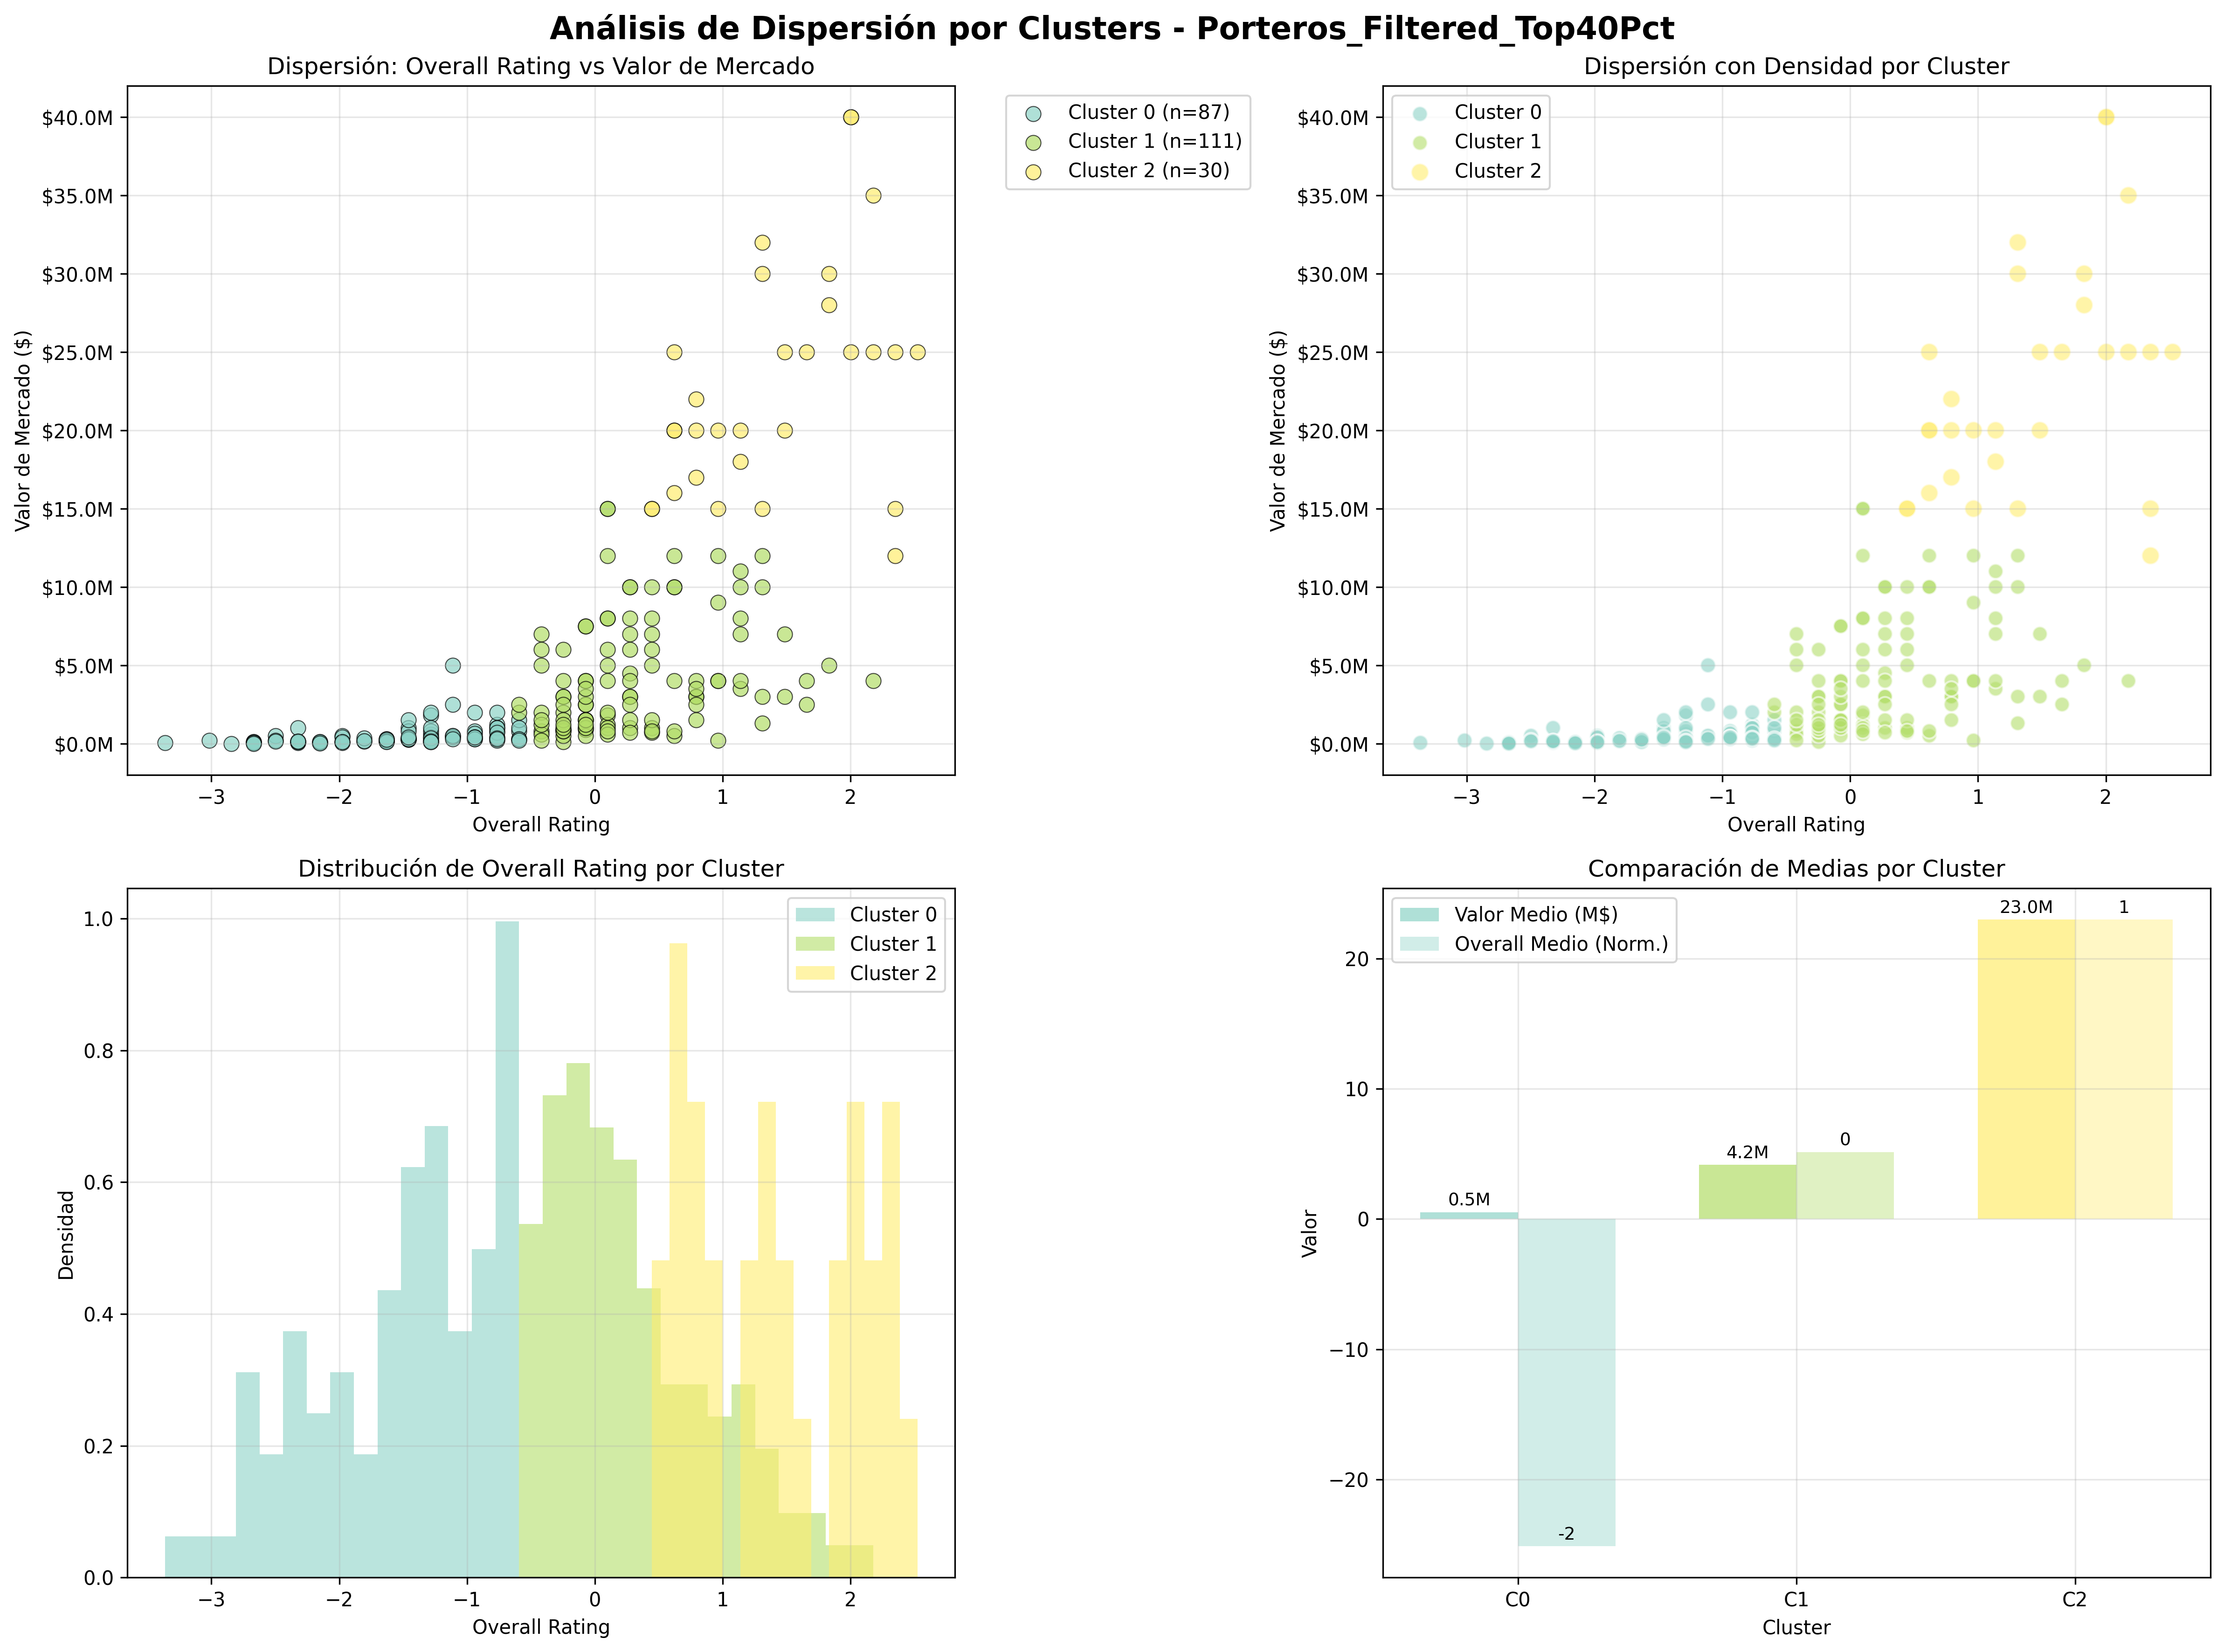 Análisis de Dispersión por Clusters - Porteros_Filtered_Top40Pct
Dispersión: Overall Rating vs Valor de Mercado
Valor de Mercado ($)
$40.0M
$35.0M
$30.0M
$25.0M
$20.0M
$15.0M
$10.0M
$5.0M
$0.0M
−3
−2
−1
0
1
2
Overall Rating
Cluster 0 (n=87)
Cluster 1 (n=111)
Cluster 2 (n=30)
Dispersión con Densidad por Cluster
Cluster 0
Cluster 1
Cluster 2
Valor de Mercado ($)
$40.0M
$35.0M
$30.0M
$25.0M
$20.0M
$15.0M
$10.0M
$5.0M
$0.0M
−3
−2
−1
0
1
2
Overall Rating
Distribución de Overall Rating por Cluster
Cluster 0
Cluster 1
Cluster 2
Densidad
1.0
0.8
0.6
0.4
0.2
0.0
−3
−2
−1
0
1
2
Overall Rating
Comparación de Medias por Cluster
Valor Medio (M$)
Overall Medio (Norm.)
Valor
20
10
0
−10
−20
0.5M
-2
4.2M
0
23.0M
1
C0
C1
C2
Cluster